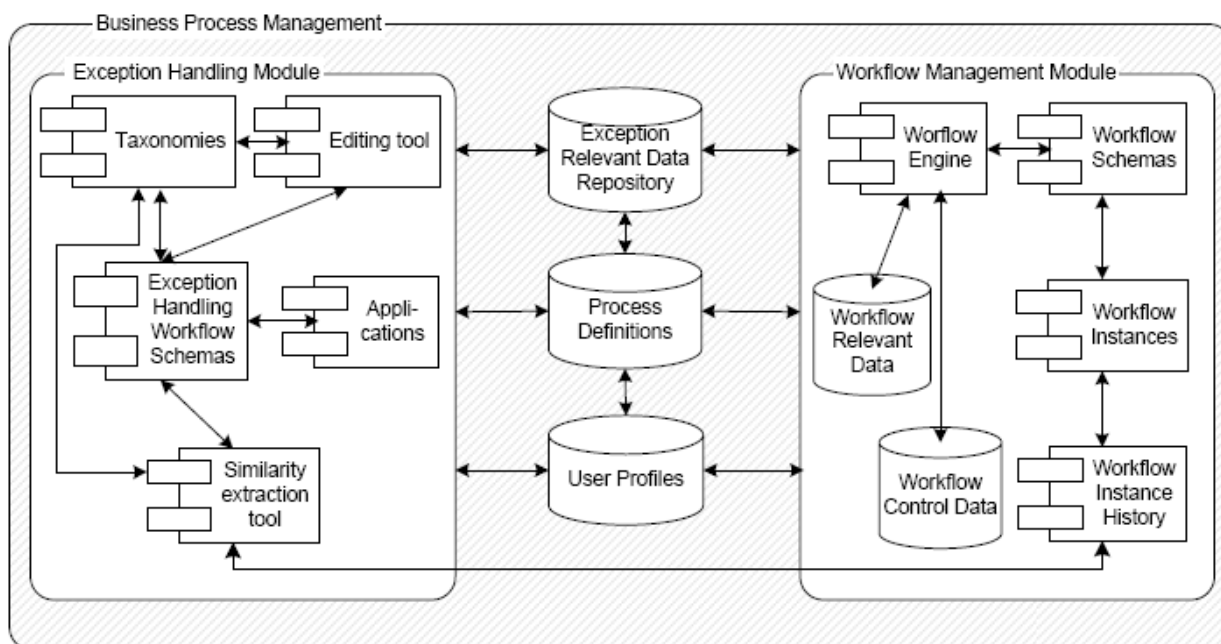 Business Process Management
Exception Handling Module
Taxonomies
Editing tool
Exception
Handling
Workflow
Schemas
Appli-
cations
Similarity
extraction
tool
Exception
Relevant Data
Repository
Process
Definitions
User Profiles
Workflow Management Module
Worflow
Engine
Workflow
Schemas
Workflow
Relevant
Data
Workflow
Instances
Workflow
Control Data
Workflow
Instance
History